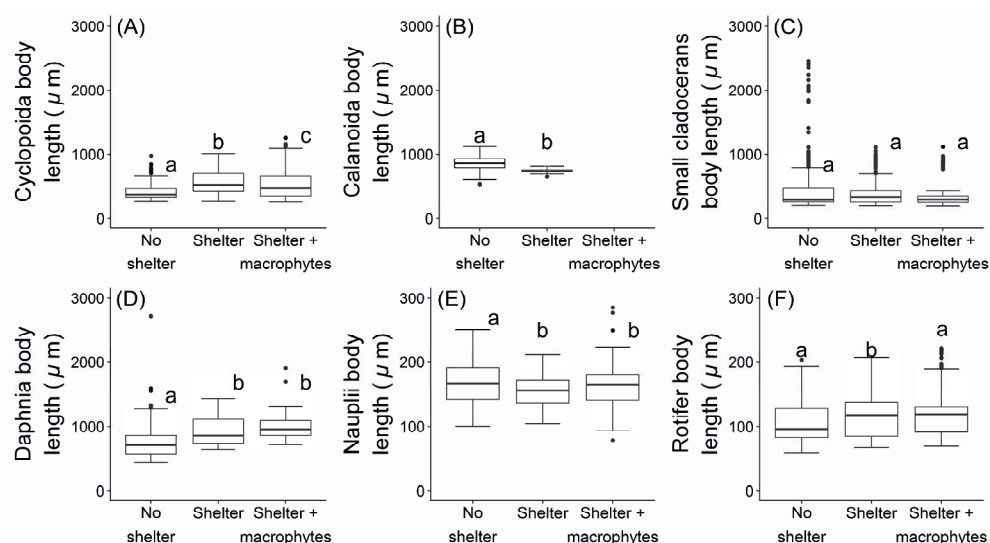 (A)
Cyclopoida body
length ( μ m)
3000
2000
1000
0
a
b
c
No
shelter
Shelter
Shelter +
macrophytes
(B)
Calanoida body
length ( μ m)
3000
2000
1000
0
a
b
No
shelter
Shelter
Shelter +
macrophytes
(C)
Small cladocerans
body length ( μ m)
3000
2000
1000
0
a
a
a
No
shelter
Shelter
Shelter +
macrophytes
(D)
Daphnia body
length ( μ m)
3000
2000
1000
0
a
b
b
No
shelter
Shelter
Shelter +
macrophytes
(E)
Nauplii body
length ( μ m)
300
200
100
0
a
b
b
No
shelter
Shelter
Shelter +
macrophytes
(F)
Rotifer body
length ( μ m)
300
200
100
0
a
b
a
No
shelter
Shelter
Shelter +
macrophytes